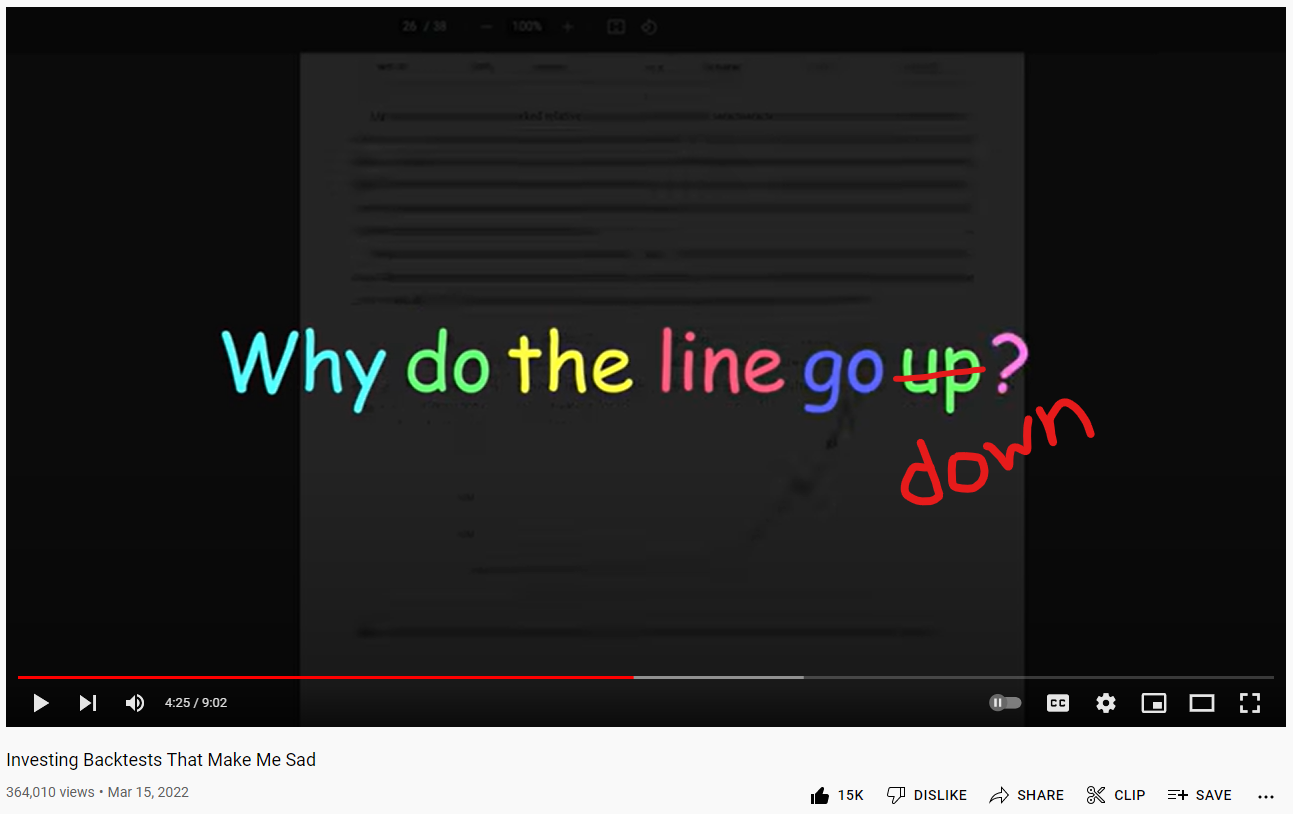 26 / 38 — 100% +
Why do the line go up?
down
4:25 / 9:02
CC
Investing Backtests That Make Me Sad
364,010 views • Mar 15, 2022
15K DISLIKE SHARE CLIP SAVE ...